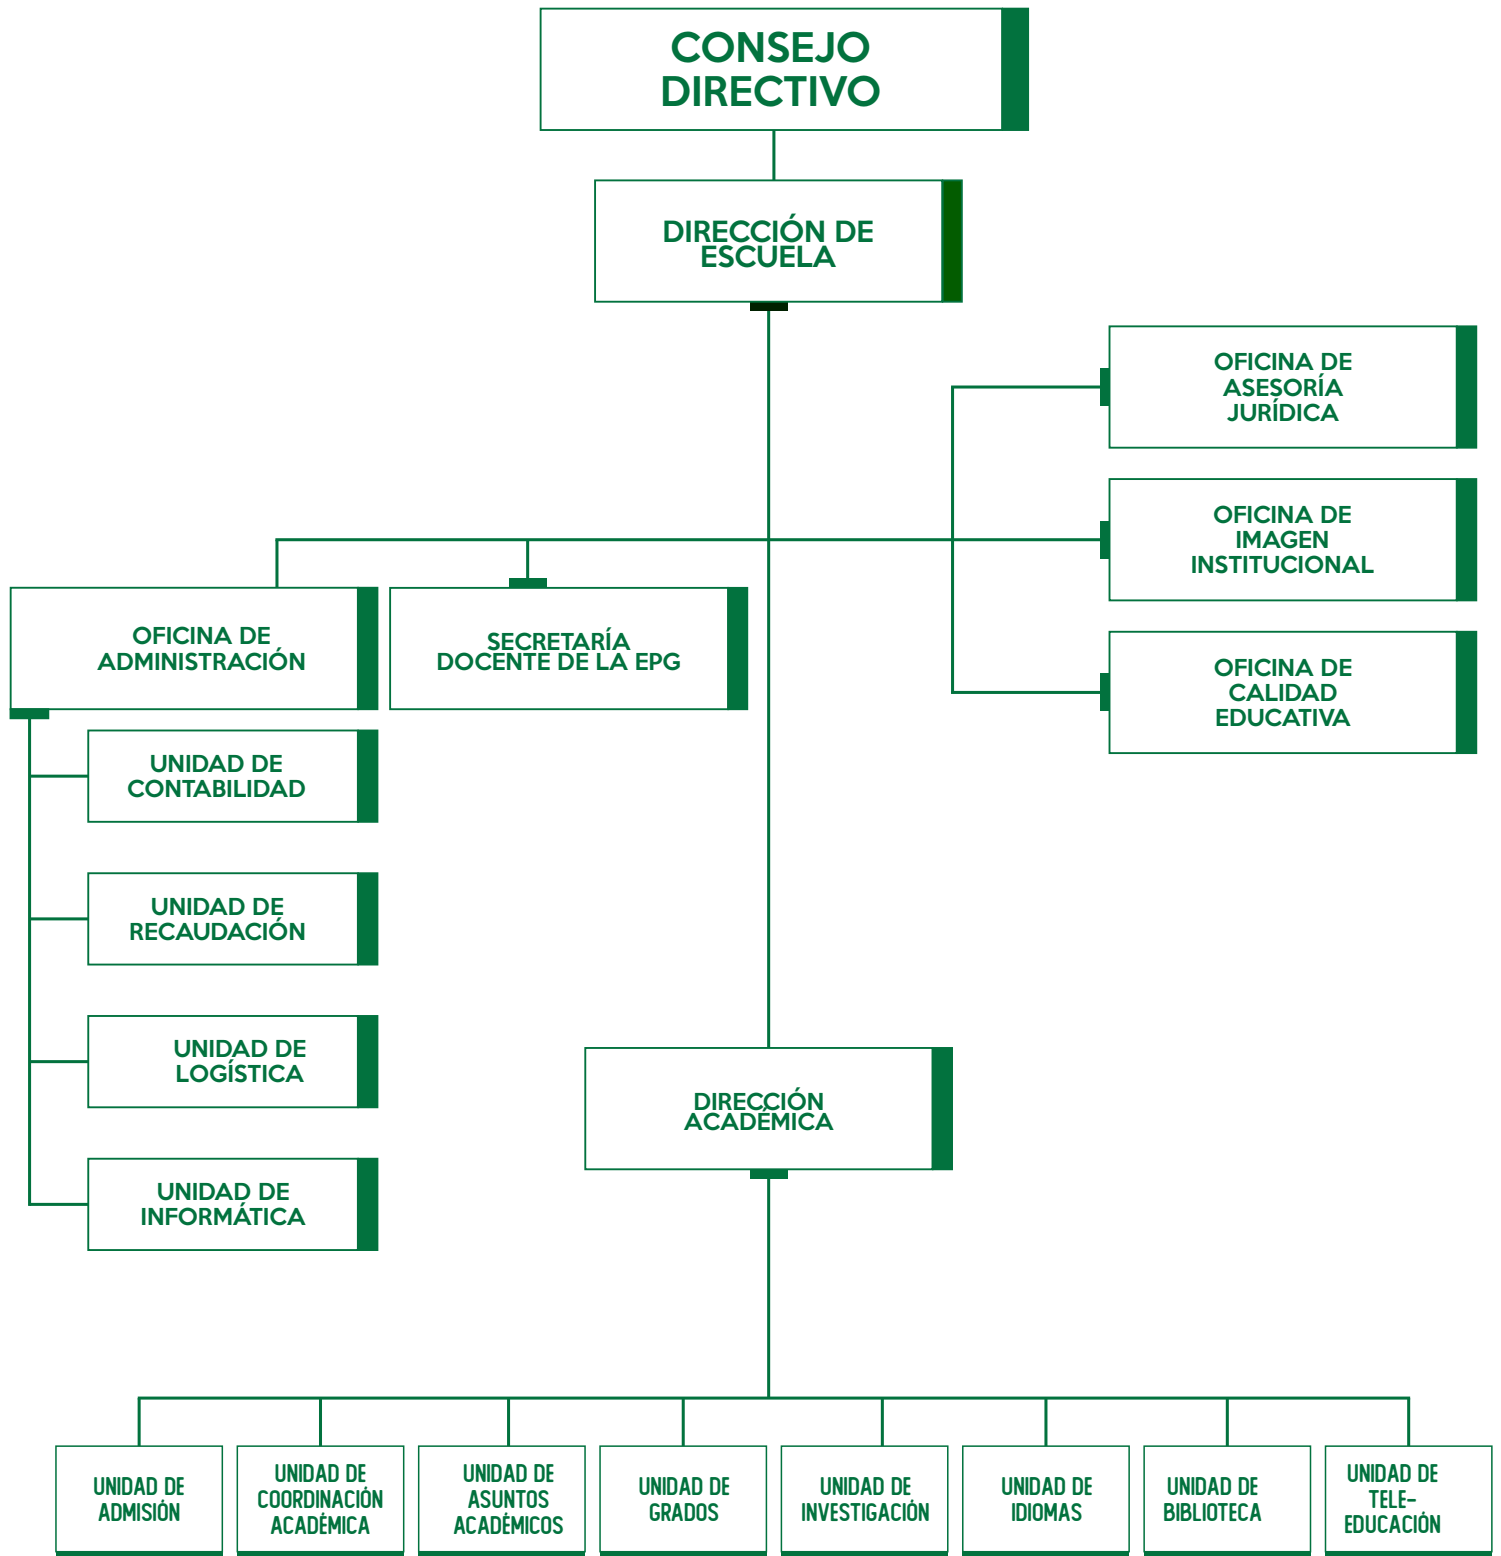 CONSEJO
DIRECTIVO
DIRECCIÓN DE
ESCUELA
OFICINA DE
ASESORÍA
JURÍDICA
OFICINA DE
IMAGEN
INSTITUCIONAL
OFICINA DE
CALIDAD
EDUCATIVA
OFICINA DE
ADMINISTRACIÓN
SECRETARÍA
DOCENTE DE LA EPG
UNIDAD DE
CONTABILIDAD
UNIDAD DE
RECAUDACIÓN
UNIDAD DE
LOGÍSTICA
UNIDAD DE
INFORMÁTICA
DIRECCIÓN
ACADÉMICA
UNIDAD DE
ADMISIÓN
UNIDAD DE
COORDINACIÓN
ACADÉMICA
UNIDAD DE
ASUNTOS
ACADÉMICOS
UNIDAD DE
GRADOS
UNIDAD DE
INVESTIGACIÓN
UNIDAD DE
IDIOMAS
UNIDAD DE
BIBLIOTECA
UNIDAD DE
TELE-
EDUCACIÓN